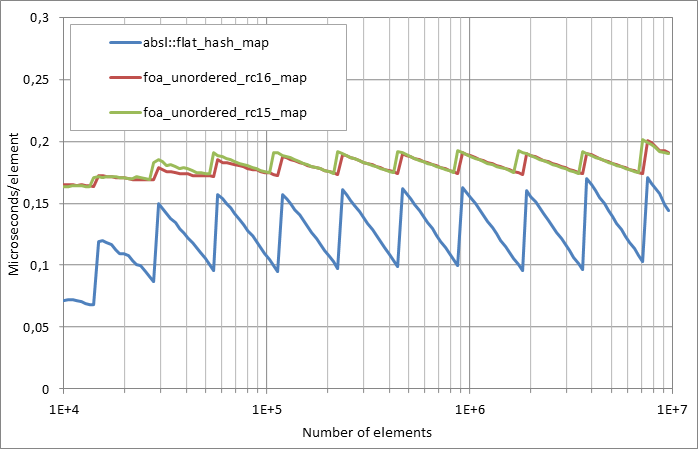 0,3
0,25
0,2
0,15
0,1
0,05
0
Microseconds/element
absl::flat_hash_map
foa_unordered_rc16_map
foa_unordered_rc15_map
1E+4 1E+5 1E+6 1E+7
Number of elements